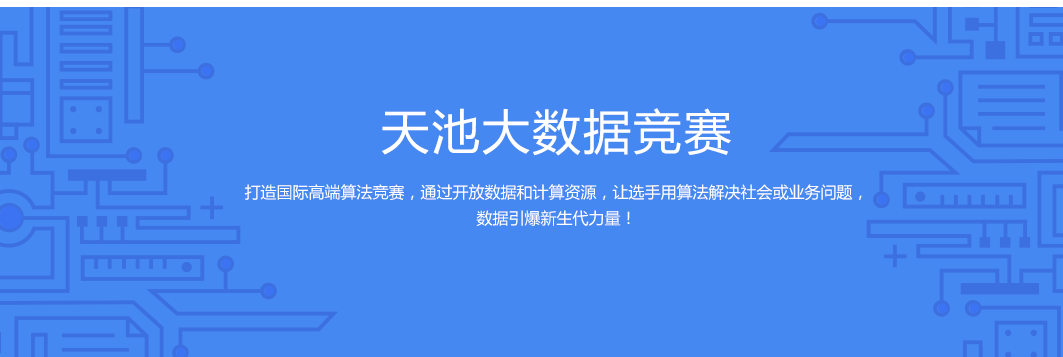 天池大数据竞赛
打造国际高端算法竞赛，通过开放数据和计算资源，让选手用算法解决社会或业务问题，
数据引爆新生代力量！